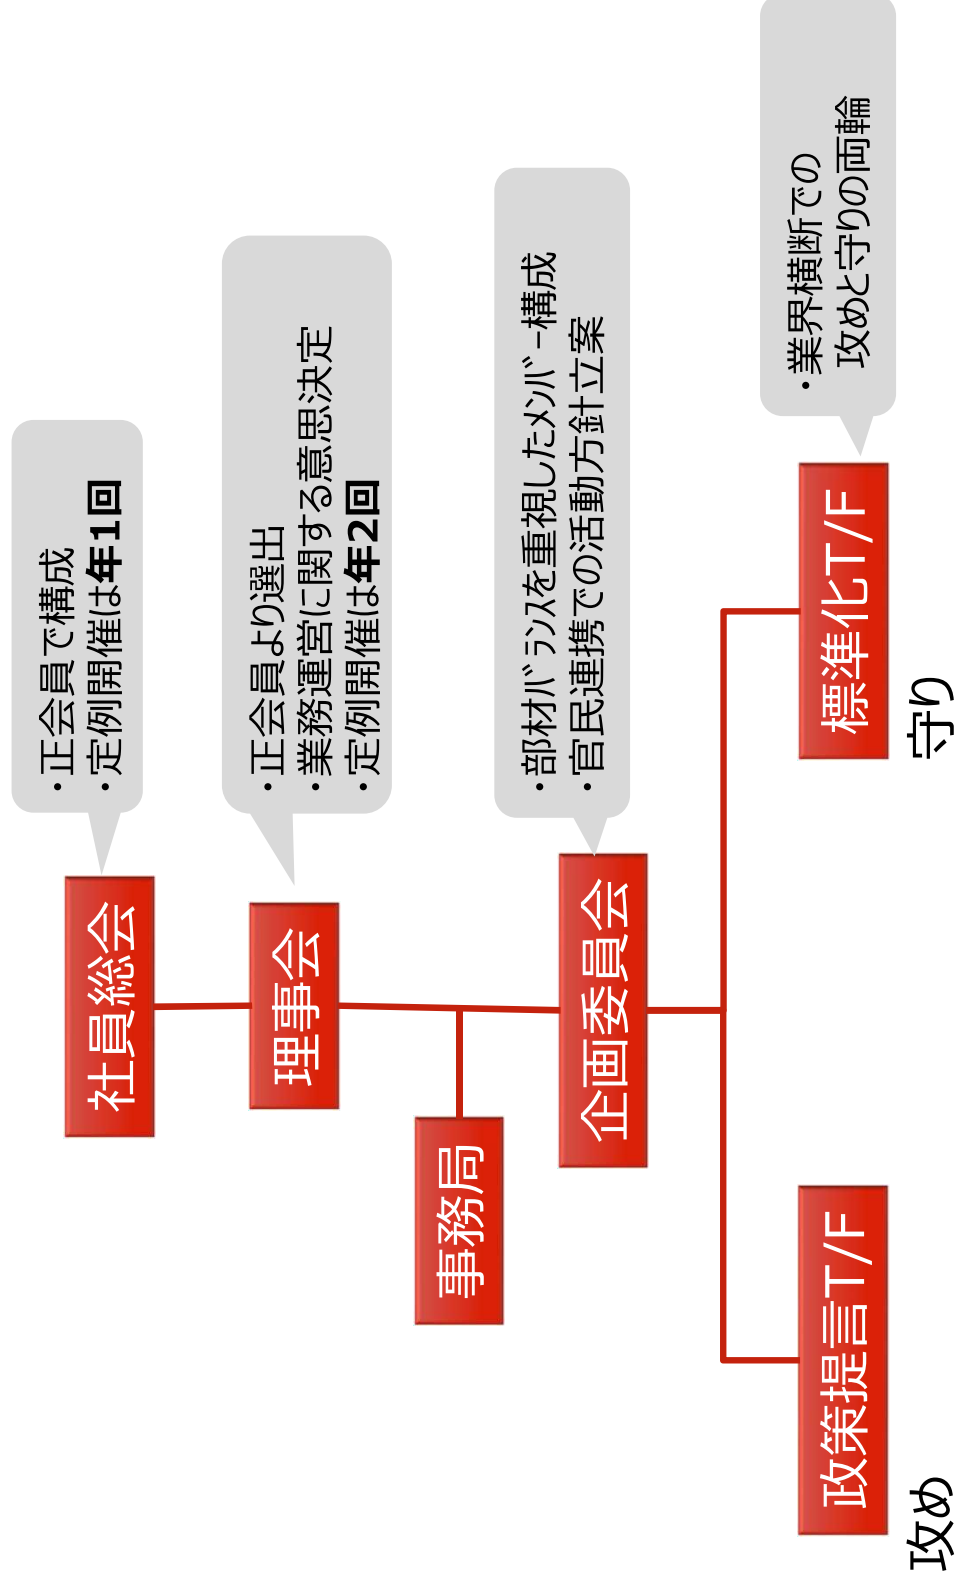 社員総会
・正会員で構成
・定例開催は年1回
理事会
・正会員より選出
・業務運営に関する意思決定
・定例開催は年2回
事務局
企画委員会
・部材ﾊﾞﾗﾝｽを重視したﾒﾝﾊﾞｰ構成
・官民連携での活動方針立案
政策提言T/F
攻め
標準化T/F
守り
・業界横断での
攻めと守りの両輪